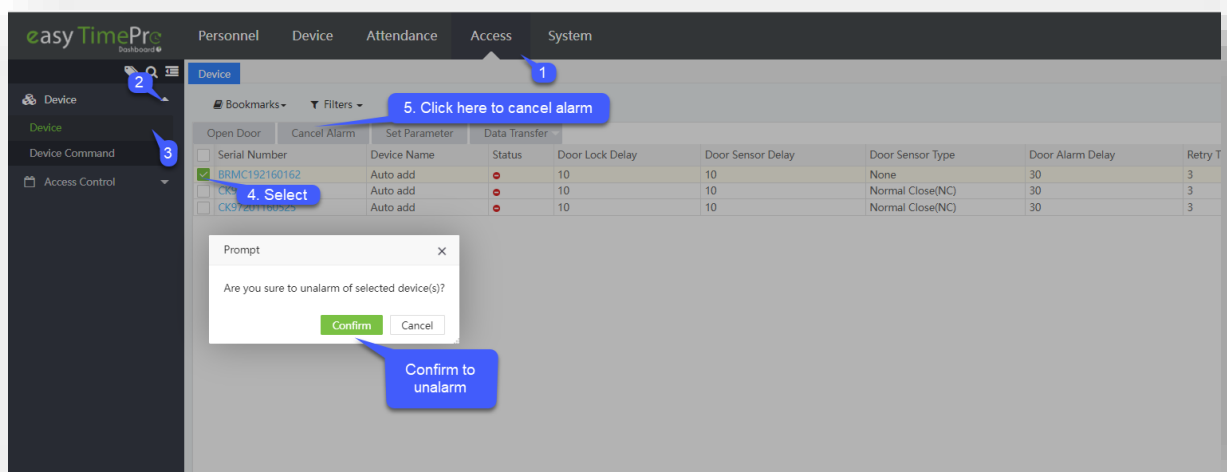 easy TimePro
Dashboard
Personnel Device Attendance Access System
1
2
Device
Device
Bookmarks Filters
5. Click here to cancel alarm
Device
Open Door Cancel Alarm Set Parameter Data Transfer
Device Command
3
Serial Number Device Name Status Door Lock Delay Door Sensor Delay Door Sensor Type Door Alarm Delay Retry T
BRMC192160162 Auto add 10 10 None 30 3
Access Control
4. Select
Auto add 10 10 Normal Close(NC) 30 3
CK97201160525 Auto add 10 10 Normal Close(NC) 30 3
Prompt
Are you sure to unalarm of selected device(s)?
Confirm Cancel
Confirm to
unalarm